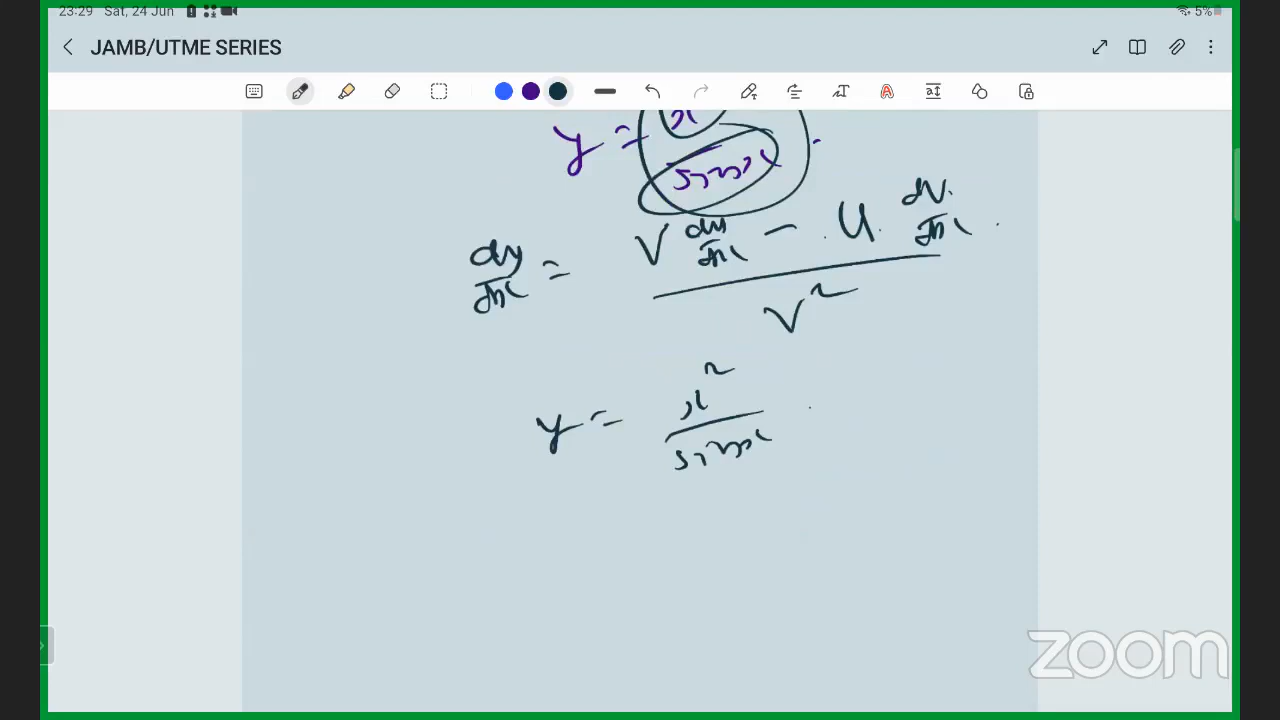 23:29 Sat, 24 Jun 5%
JAMB/UTME SERIES
y = x / sinx
dy/dx = (V du/dx - U dv/dx) / V²
y = x² / sinx
zoom